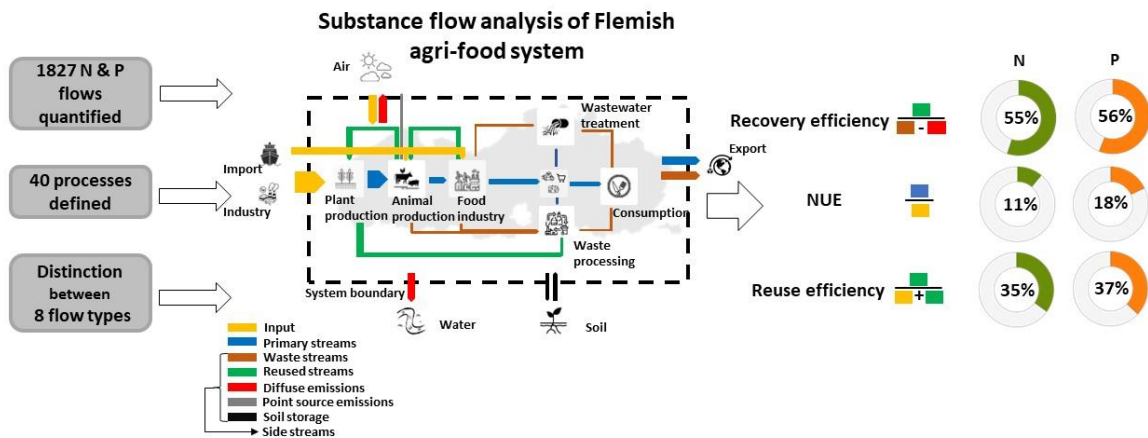 Substance flow analysis of Flemish
agri-food system
1827 N & P
flows
quantified
40 processes
defined
Distinction
between
8 flow types
Air
Import
Industry
Wastewater
treatment
Export
Plant
production
Animal
production
Food
industry
Consumption
Waste
processing
System boundary
Water
Soil
Input
Primary streams
Waste streams
Reused streams
Diffuse emissions
Point source emissions
Soil storage
Side streams
N P
Recovery efficiency - 55% 56%
NUE 11% 18%
Reuse efficiency + 35% 37%